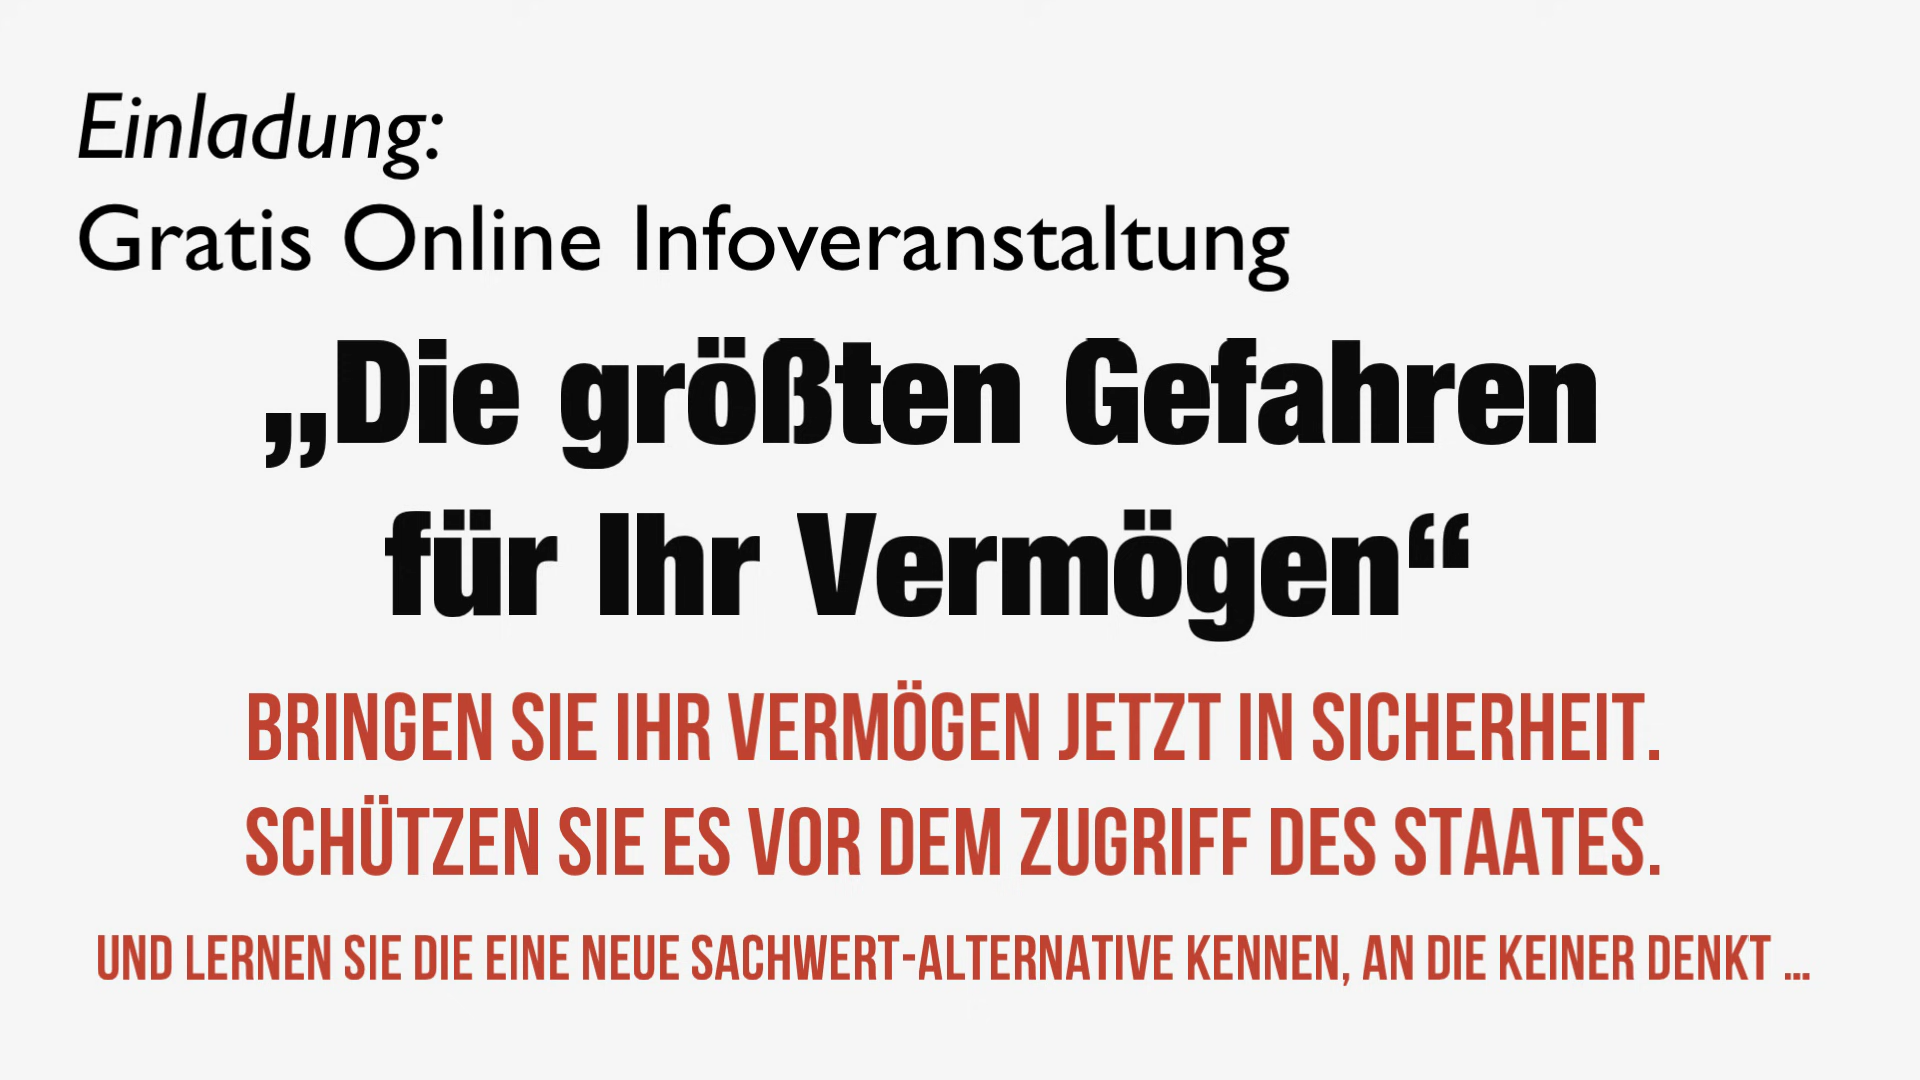 Einladung:
Gratis Online Infoveranstaltung
„Die größten Gefahren
für Ihr Vermögen“
BRINGEN SIE IHR VERMÖGEN JETZT IN SICHERHEIT.
SCHÜTZEN SIE ES VOR DEM ZUGRIFF DES STAATES.
UND LERNEN SIE DIE EINE NEUE SACHWERT-ALTERNATIVE KENNEN, AN DIE KEINER DENKT ...